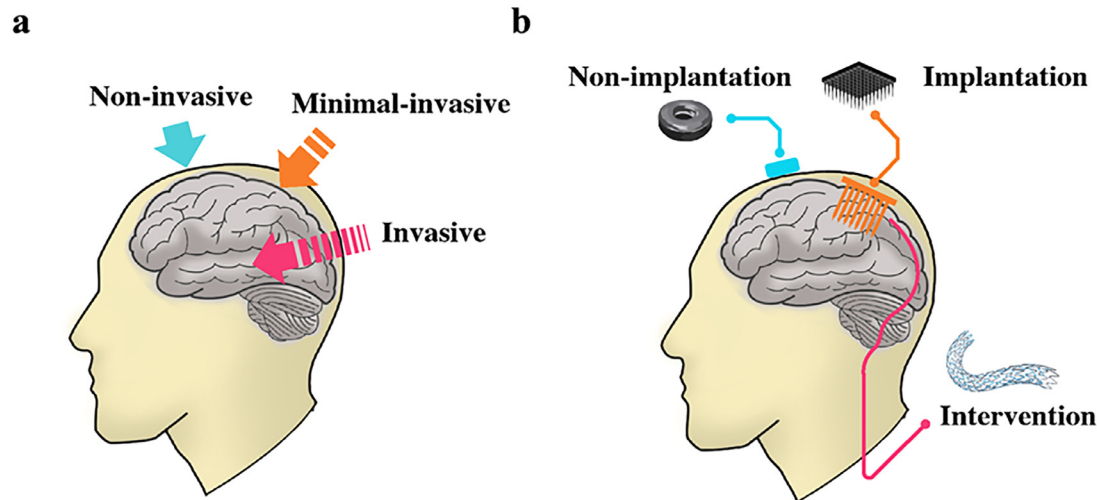 a
b
Non-invasive
Minimal-invasive
Invasive
Non-implantation
Implantation
Intervention